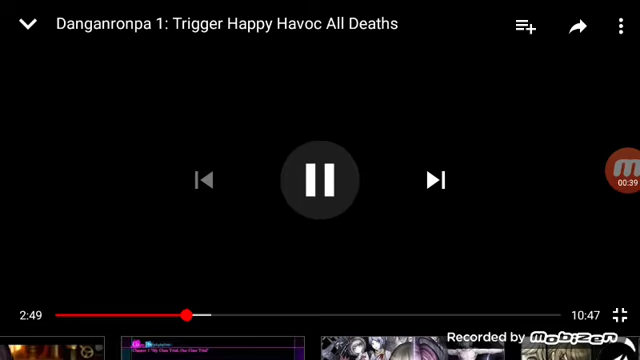 Danganronpa 1: Trigger Happy Havoc All Deaths
00:39
2:49
10:47
Recorded by
MOBIZEN